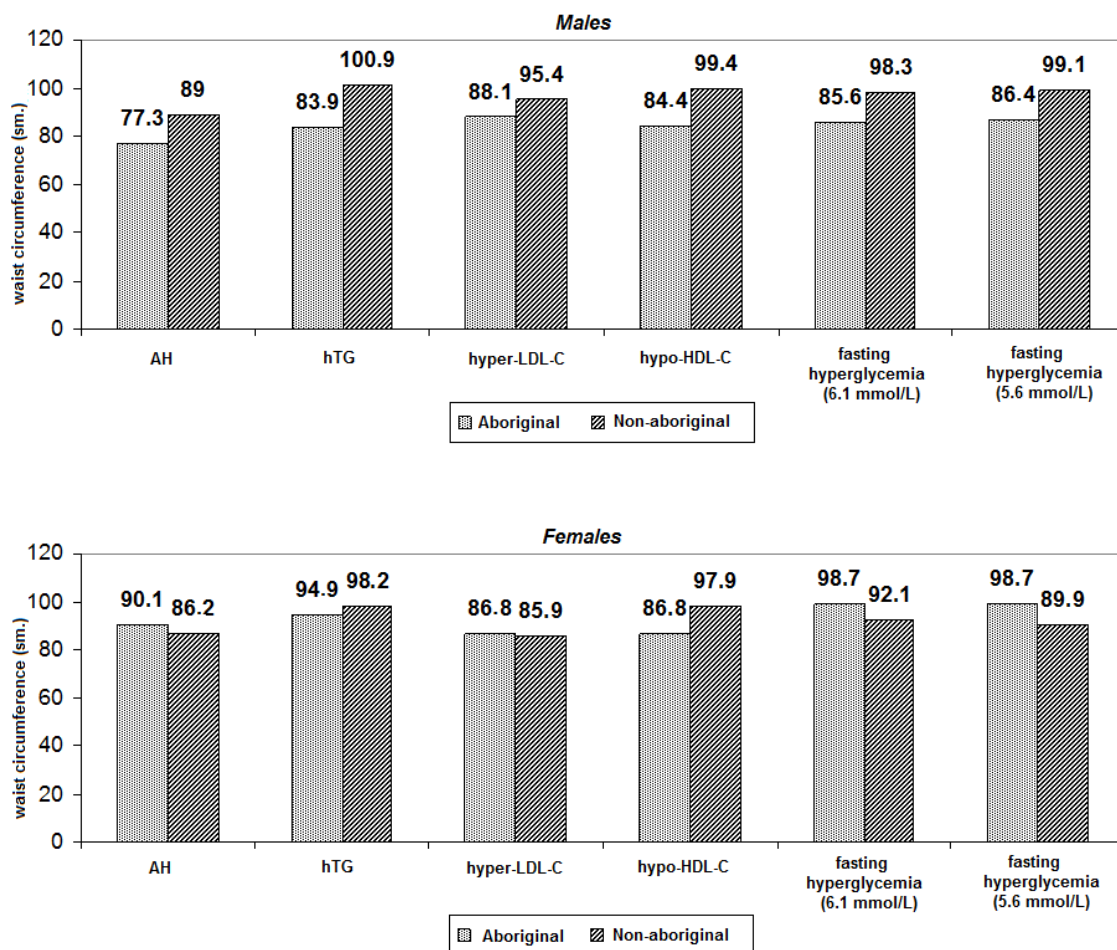 Males
waist circumference (sm.)
120
100
80
60
40
20
0
77.3 89 83.9 100.9 88.1 95.4 84.4 99.4 85.6 98.3 86.4 99.1
AH hTG hyper-LDL-C hypo-HDL-C fasting hyperglycemia (6.1 mmol/L) fasting hyperglycemia (5.6 mmol/L)
Aboriginal Non-aboriginal
Females
waist circumference (sm.)
120
100
80
60
40
20
0
90.1 86.2 94.9 98.2 86.8 85.9 86.8 97.9 98.7 92.1 98.7 89.9
AH hTG hyper-LDL-C hypo-HDL-C fasting hyperglycemia (6.1 mmol/L) fasting hyperglycemia (5.6 mmol/L)
Aboriginal Non-aboriginal